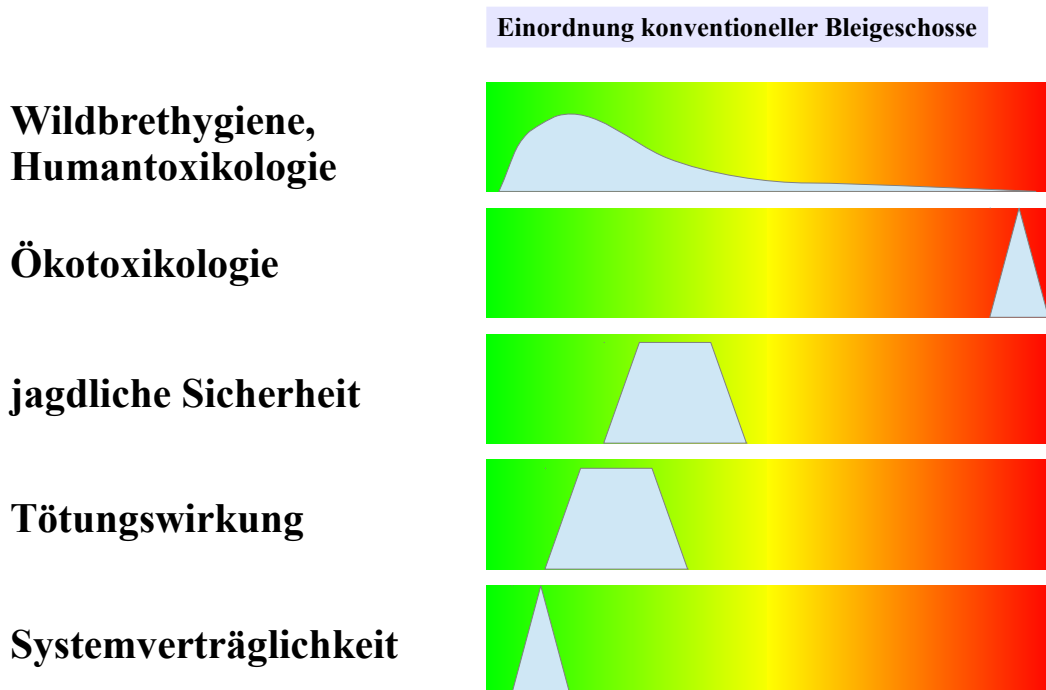 Einordnung konventioneller Bleigeschosse
Wildbrethygiene,
Humantoxikologie
Ökotoxikologie
jagdliche Sicherheit
Tötungswirkung
Systemverträglichkeit